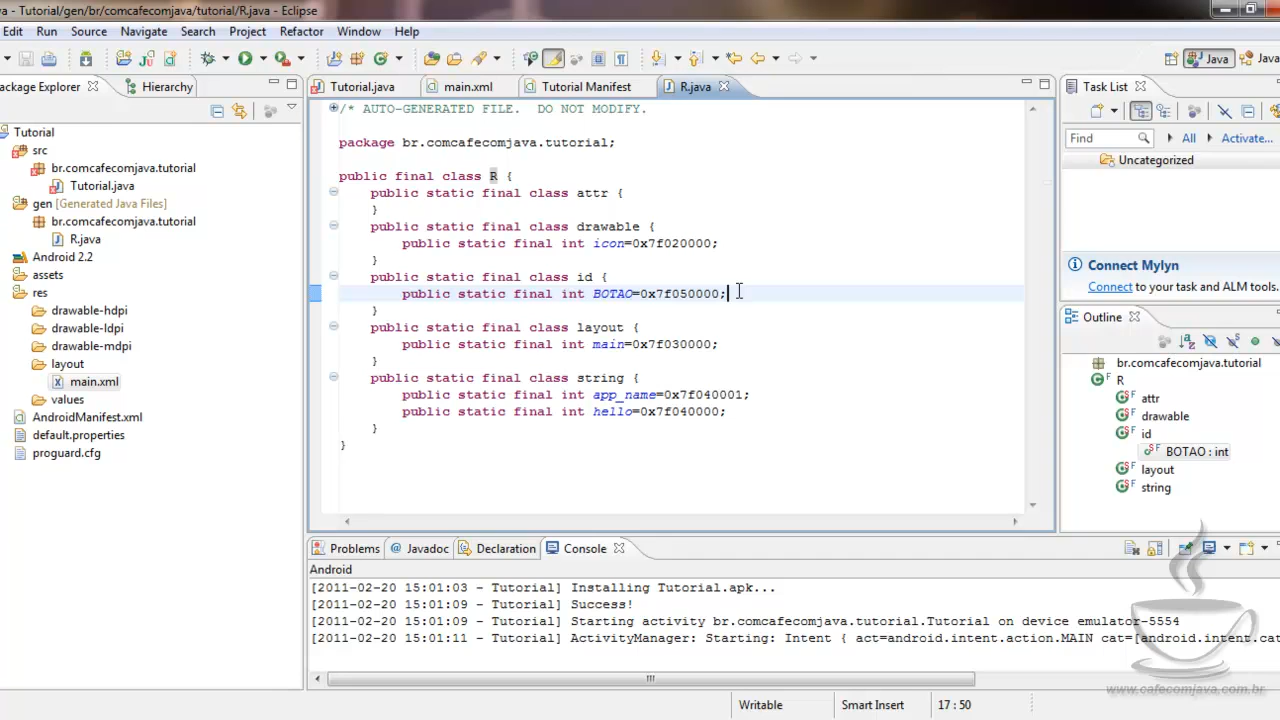 va - Tutorial/gen/br/comcafecomjava/tutorial/R.java - Eclipse
Edit Run Source Navigate Search Project Refactor Window Help
Java
Java
Package Explorer
Hierarchy
Tutorial
src
br.comcafecomjava.tutorial
Tutorial.java
gen [Generated Java Files]
br.comcafecomjava.tutorial
R.java
Android 2.2
assets
res
drawable-hdpi
drawable-ldpi
drawable-mdpi
layout
main.xml
values
AndroidManifest.xml
default.properties
proguard.cfg
Tutorial.java
main.xml
Tutorial Manifest
R.java
/* AUTO-GENERATED FILE.  DO NOT MODIFY.
package br.comcafecomjava.tutorial;
public final class R {
public static final class attr {
}
public static final class drawable {
public static final int icon=0x7f020000;
}
public static final class id {
public static final int BOTAO=0x7f050000;
}
public static final class layout {
public static final int main=0x7f030000;
}
public static final class string {
public static final int app_name=0x7f040001;
public static final int hello=0x7f040000;
}
}
Task List
Find
All
Activate...
Uncategorized
Connect Mylyn
Connect to your task and ALM tools.
Outline
br.comcafecomjava.tutorial
R
attr
drawable
id
BOTAO : int
layout
string
Problems
@ Javadoc
Declaration
Console
Android
[2011-02-20 15:01:03 - Tutorial] Installing Tutorial.apk...
[2011-02-20 15:01:09 - Tutorial] Success!
[2011-02-20 15:01:09 - Tutorial] Starting activity br.comcafecomjava.tutorial.Tutorial on device emulator-5554
[2011-02-20 15:01:11 - Tutorial] ActivityManager: Starting: Intent { act=android.intent.action.MAIN cat=[android.intent.cat
www.cafecomjava.com.br
Writable
Smart Insert
17 : 50